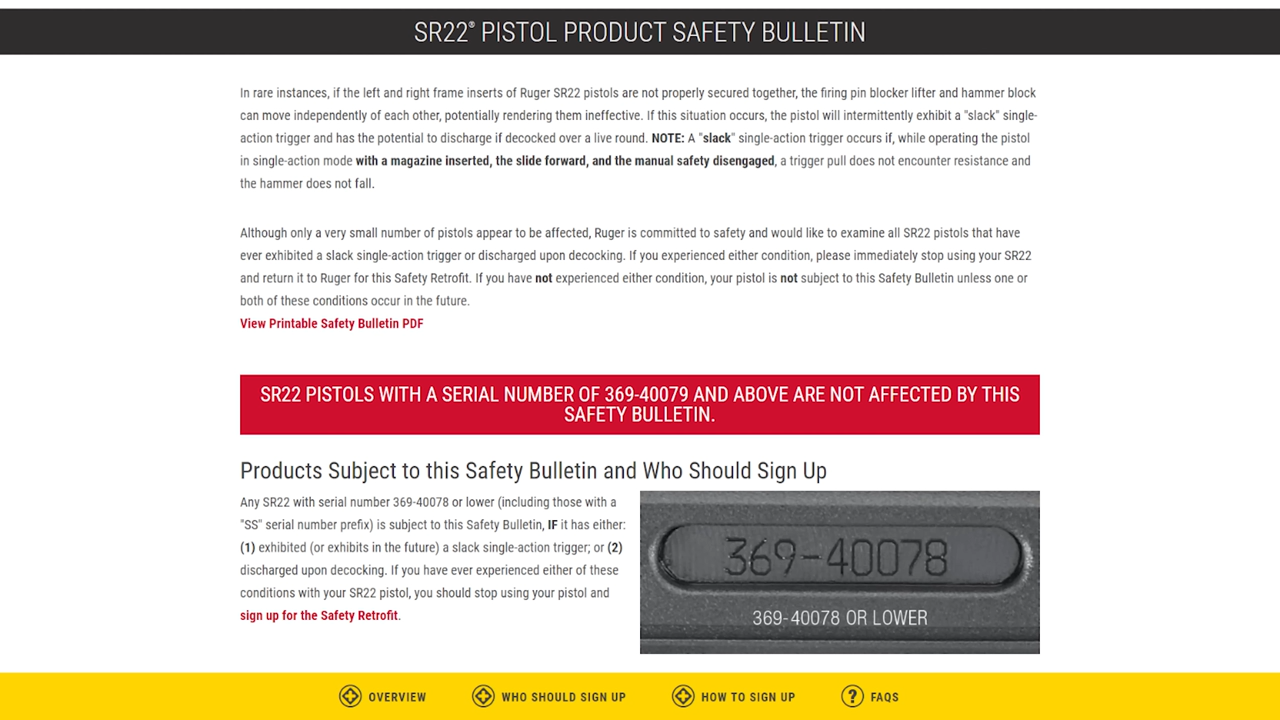 SR22® PISTOL PRODUCT SAFETY BULLETIN
In rare instances, if the left and right frame inserts of Ruger SR22 pistols are not properly secured together, the firing pin blocker lifter and hammer block
can move independently of each other, potentially rendering them ineffective. If this situation occurs, the pistol will intermittently exhibit a "slack" single-
action trigger and has the potential to discharge if decocked over a live round. NOTE: A "slack" single-action trigger occurs if, while operating the pistol
in single-action mode with a magazine inserted, the slide forward, and the manual safety disengaged, a trigger pull does not encounter resistance and
the hammer does not fall.
Although only a very small number of pistols appear to be affected, Ruger is committed to safety and would like to examine all SR22 pistols that have
ever exhibited a slack single-action trigger or discharged upon decocking. If you experienced either condition, please immediately stop using your SR22
and return it to Ruger for this Safety Retrofit. If you have not experienced either condition, your pistol is not subject to this Safety Bulletin unless one or
both of these conditions occur in the future.
View Printable Safety Bulletin PDF
SR22 PISTOLS WITH A SERIAL NUMBER OF 369-40079 AND ABOVE ARE NOT AFFECTED BY THIS
SAFETY BULLETIN.
Products Subject to this Safety Bulletin and Who Should Sign Up
Any SR22 with serial number 369-40078 or lower (including those with a
"SS" serial number prefix) is subject to this Safety Bulletin, IF it has either:
(1) exhibited (or exhibits in the future) a slack single-action trigger; or (2)
discharged upon decocking. If you have ever experienced either of these
conditions with your SR22 pistol, you should stop using your pistol and
sign up for the Safety Retrofit.
369-40078
369-40078 OR LOWER
OVERVIEW
WHO SHOULD SIGN UP
HOW TO SIGN UP
? FAQS